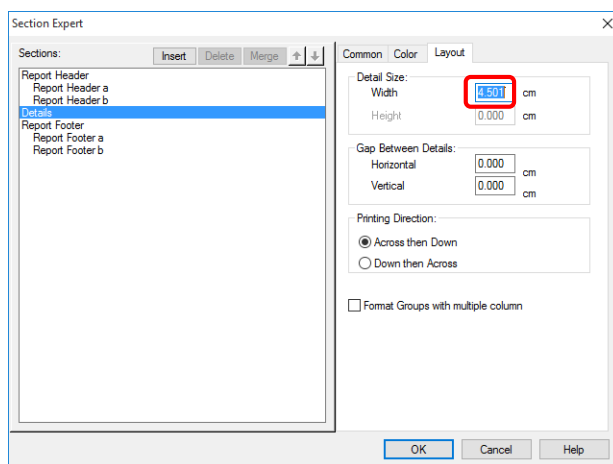 Section Expert
Sections:
Insert Delete Merge
Report Header
Report Header a
Report Header b
Details
Report Footer
Report Footer a
Report Footer b
Common Color Layout
Detail Size:
Width 4.501 cm
Height 0.000 cm
Gap Between Details:
Horizontal 0.000 cm
Vertical 0.000 cm
Printing Direction:
Across then Down
Down then Across
Format Groups with multiple column
OK Cancel Help